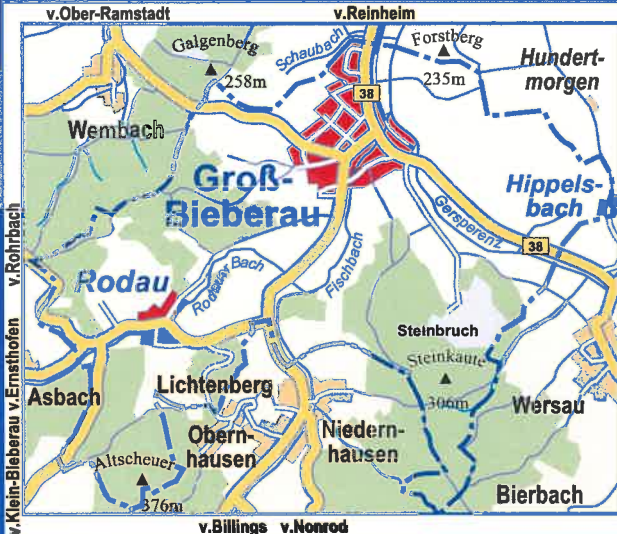 v.Ober-Ramstadt
v.Reinheim
Galgenberg
258m
Schaubach
Forstberg
235m
Hundert-
morgen
38
Wembach
Groß-
Bieberau
Hippels-
bach
Gersprenz
38
v.Rohrbach
Rodau
Rodauer Bach
Fischbach
Steinbruch
Steinkaute
306m
v.Klein-Bieberau v.Ernsthofen
Asbach
Lichtenberg
Obern-
hausen
Niedern-
hausen
Wersau
Altscheuer
376m
Bierbach
v.Billings
v.Nonrod